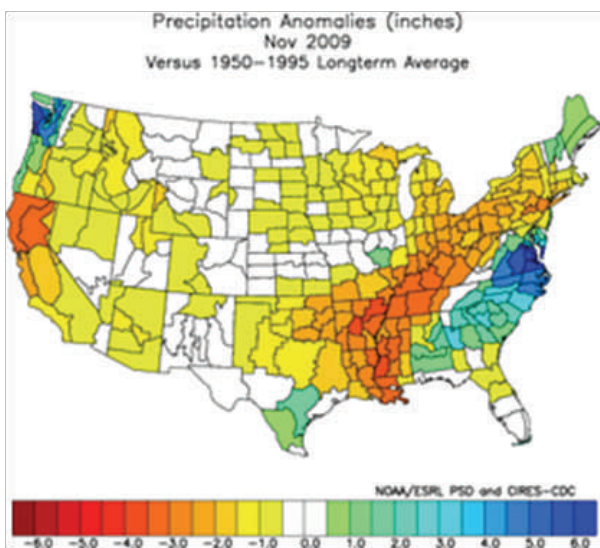 Precipitation Anomalies (inches)
Nov 2009
Versus 1950-1995 Longterm Average
NOAA/ESRL PSD and CIRES-CDC
-6.0 -5.0 -4.0 -3.0 -2.0 -1.0 0.0 1.0 2.0 3.0 4.0 5.0 6.0